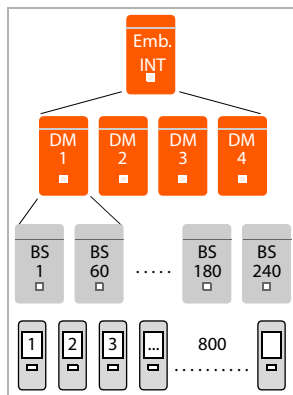 Emb.
INT
DM 1 DM 2 DM 3 DM 4
BS 1 BS 60 ..... BS 180 BS 240
1 2 3 ... 800
..........